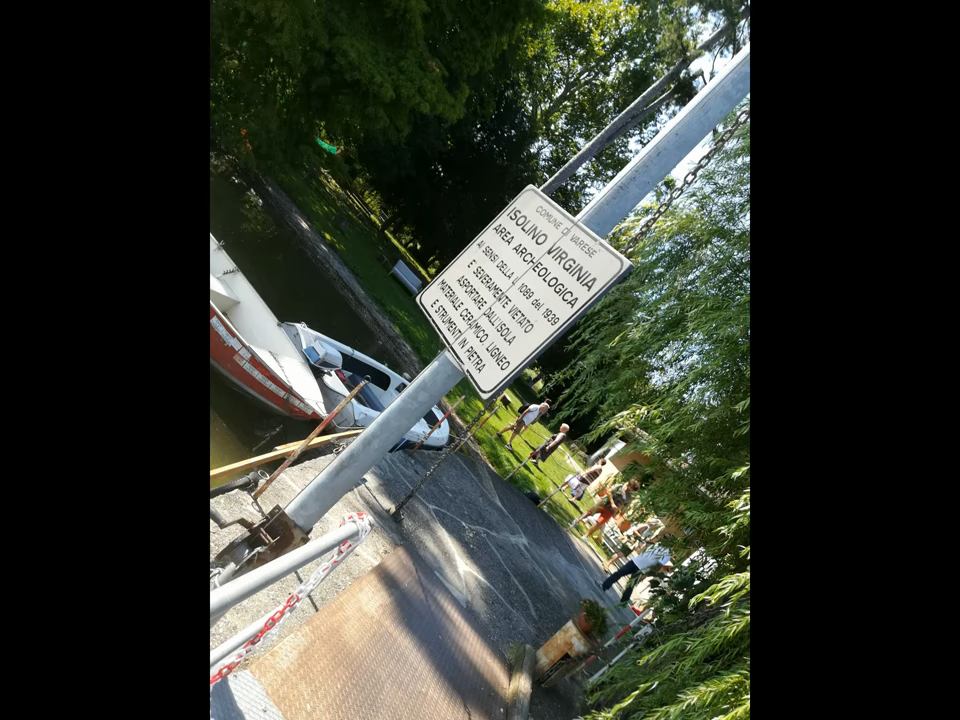 COMUNE DI VARESE
ISOLINO VIRGINIA
AREA ARCHEOLOGICA
AI SENSI DELLA L. 1089 del 1939
E' SEVERAMENTE VIETATO
ASPORTARE DALL'ISOLA
MATERIALE CERAMICO, LIGNEO
E STRUMENTI IN PIETRA